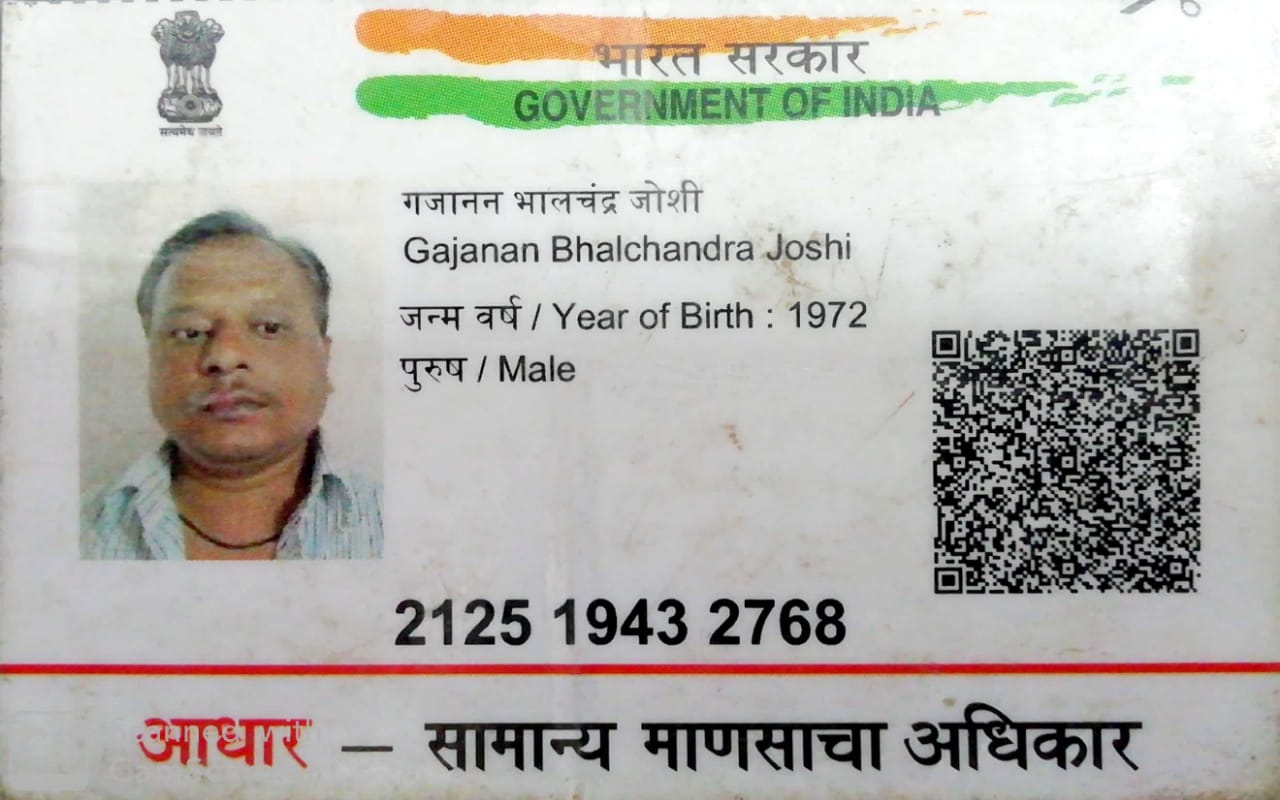 भारत सरकार
GOVERNMENT OF INDIA
सत्यमेव जयते
गजानन भालचंद्र जोशी
Gajanan Bhalchandra Joshi
जन्म वर्ष / Year of Birth : 1972
पुरुष / Male
2125 1943 2768
आधार — सामान्य माणसाचा अधिकार